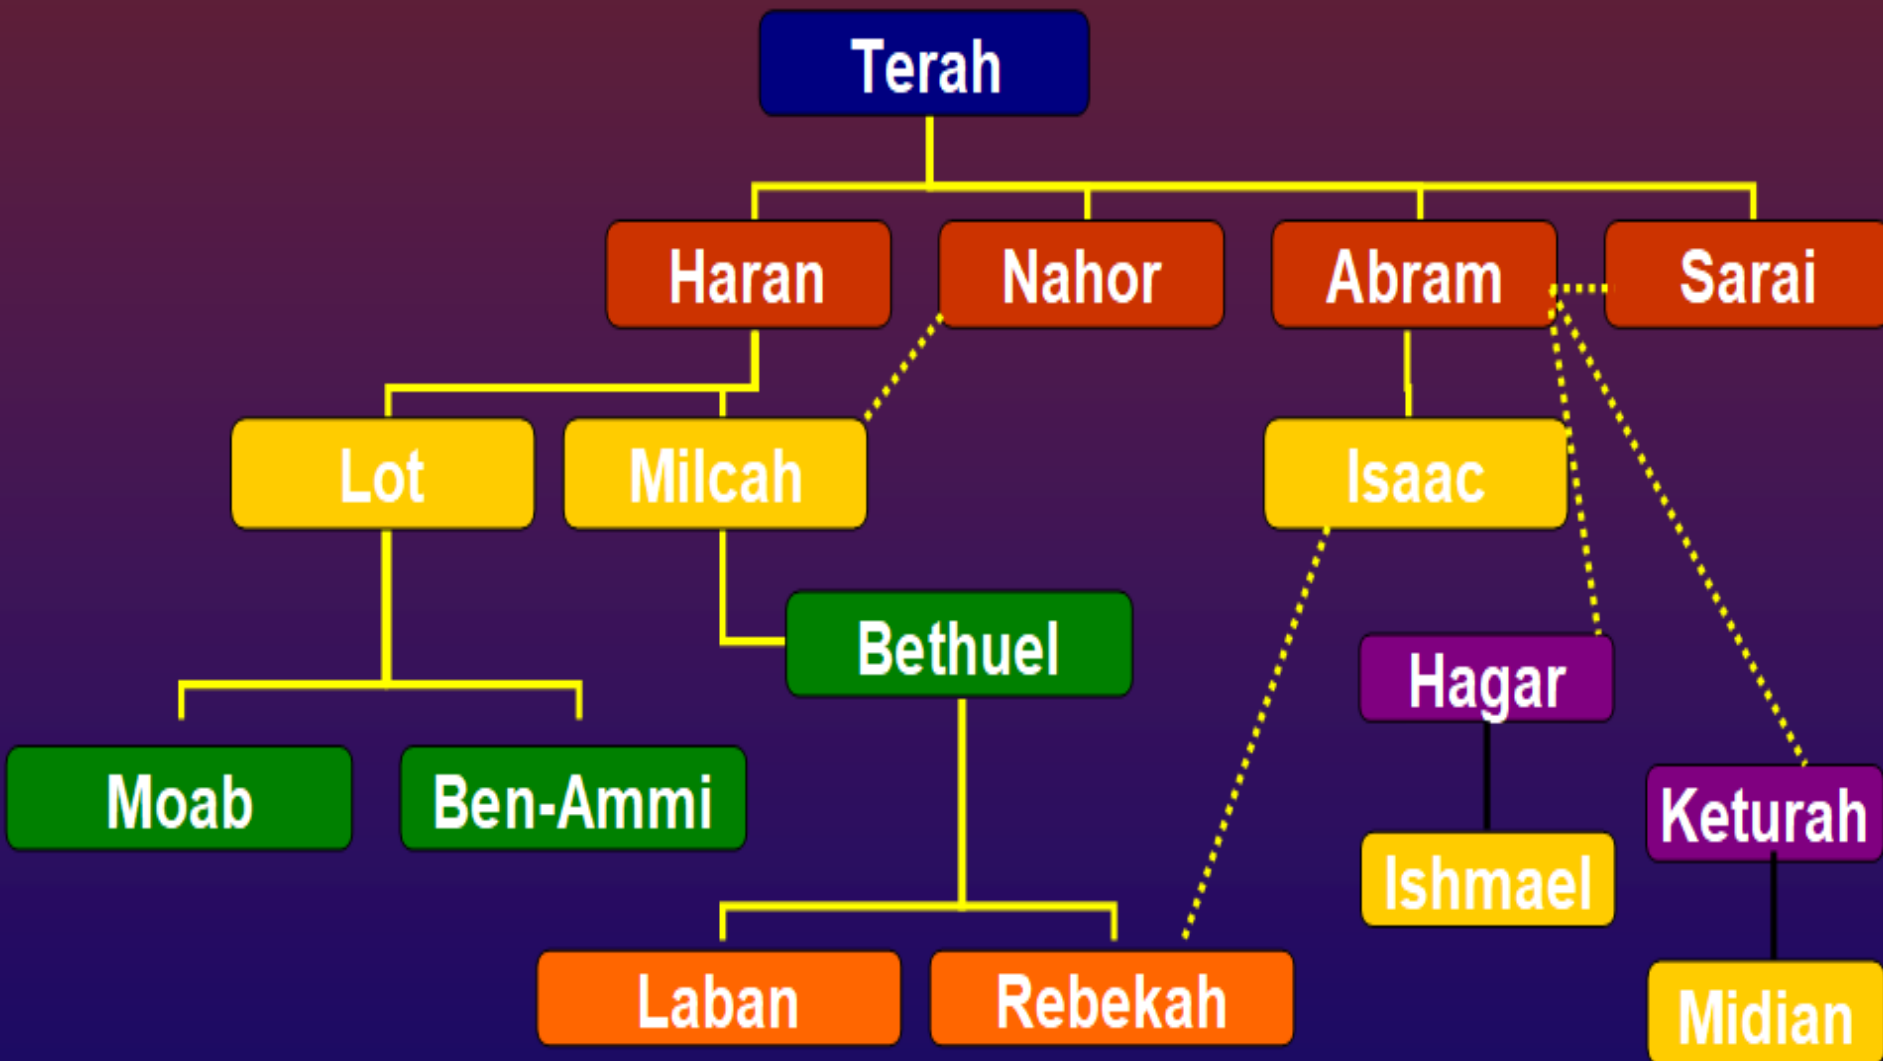 Terah
Haran
Nahor
Abram
Sarai
Lot
Milcah
Isaac
Bethuel
Hagar
Moab
Ben-Ammi
Keturah
Ishmael
Laban
Rebekah
Midian